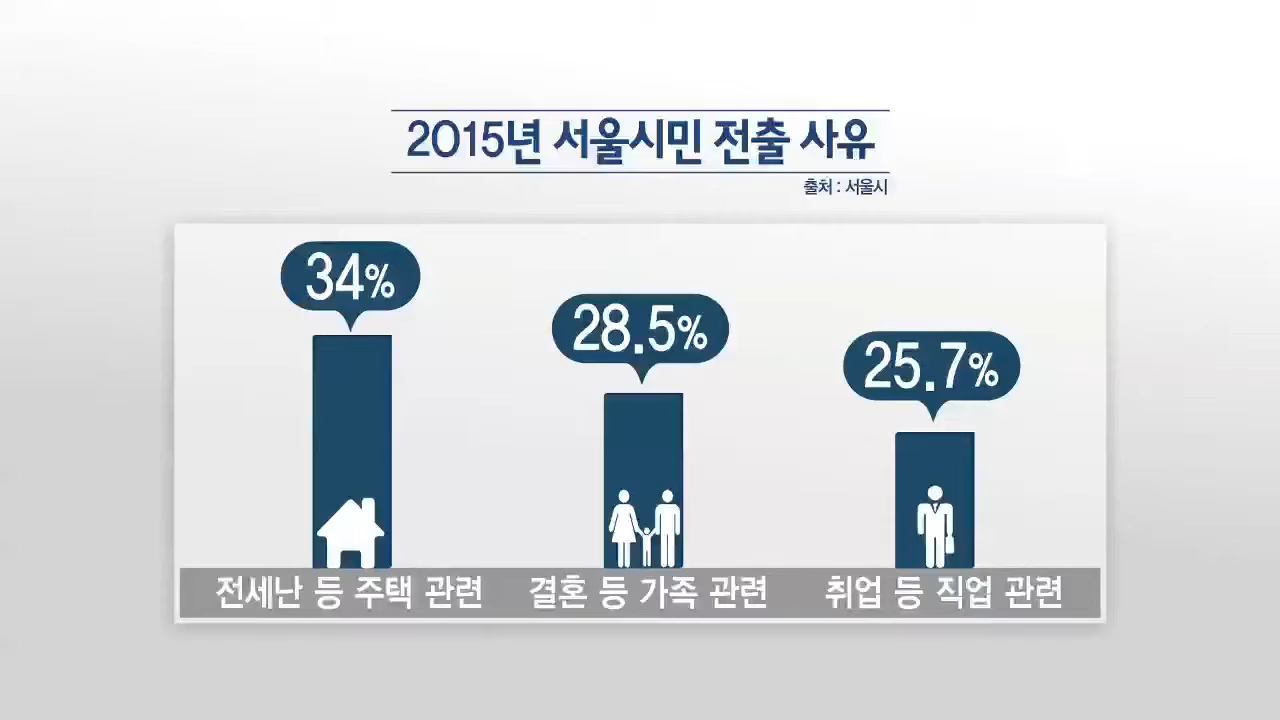 2015년 서울시민 전출 사유
출처 : 서울시
34%
28.5%
25.7%
전세난 등 주택 관련
결혼 등 가족 관련
취업 등 직업 관련